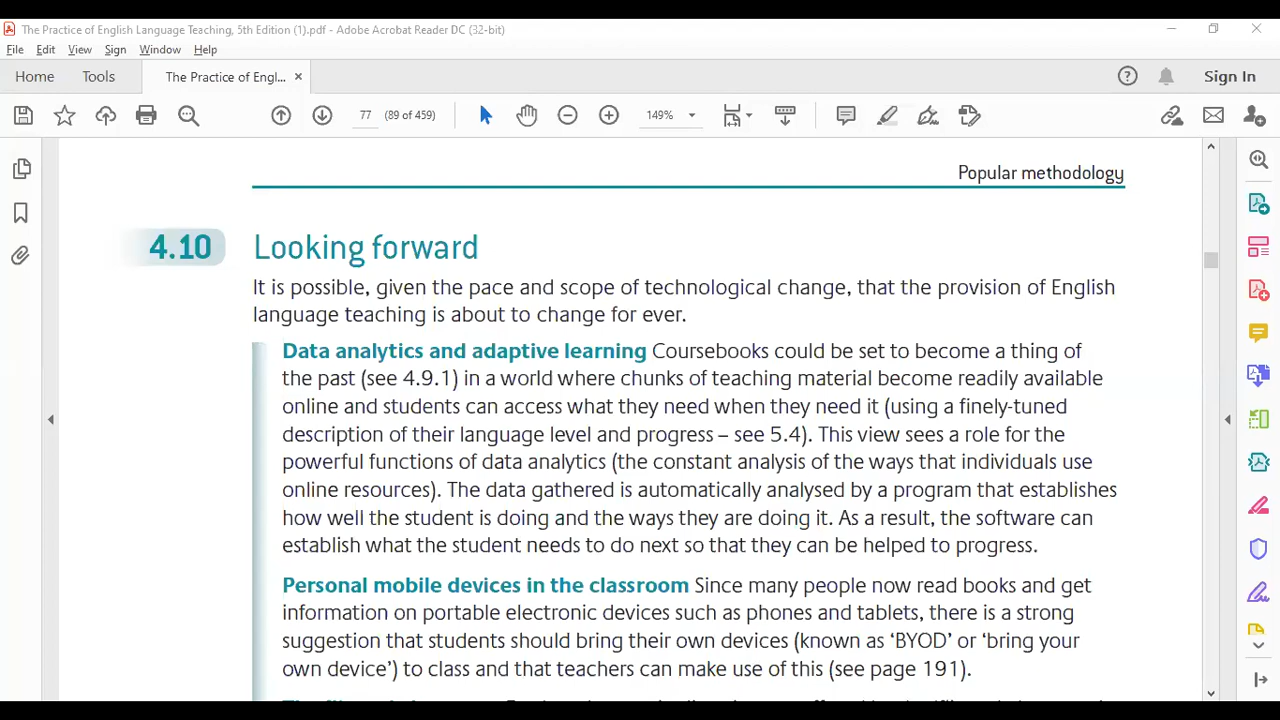 The Practice of English Language Teaching, 5th Edition (1).pdf - Adobe Acrobat Reader DC (32-bit)
File Edit View Sign Window Help
Home Tools The Practice of Engl... × Sign In
77 (89 of 459) 149%
Popular methodology
4.10 Looking forward
It is possible, given the pace and scope of technological change, that the provision of English
language teaching is about to change for ever.
Data analytics and adaptive learning Coursebooks could be set to become a thing of
the past (see 4.9.1) in a world where chunks of teaching material become readily available
online and students can access what they need when they need it (using a finely-tuned
description of their language level and progress – see 5.4). This view sees a role for the
powerful functions of data analytics (the constant analysis of the ways that individuals use
online resources). The data gathered is automatically analysed by a program that establishes
how well the student is doing and the ways they are doing it. As a result, the software can
establish what the student needs to do next so that they can be helped to progress.
Personal mobile devices in the classroom Since many people now read books and get
information on portable electronic devices such as phones and tablets, there is a strong
suggestion that students should bring their own devices (known as ‘BYOD’ or ‘bring your
own device’) to class and that teachers can make use of this (see page 191).